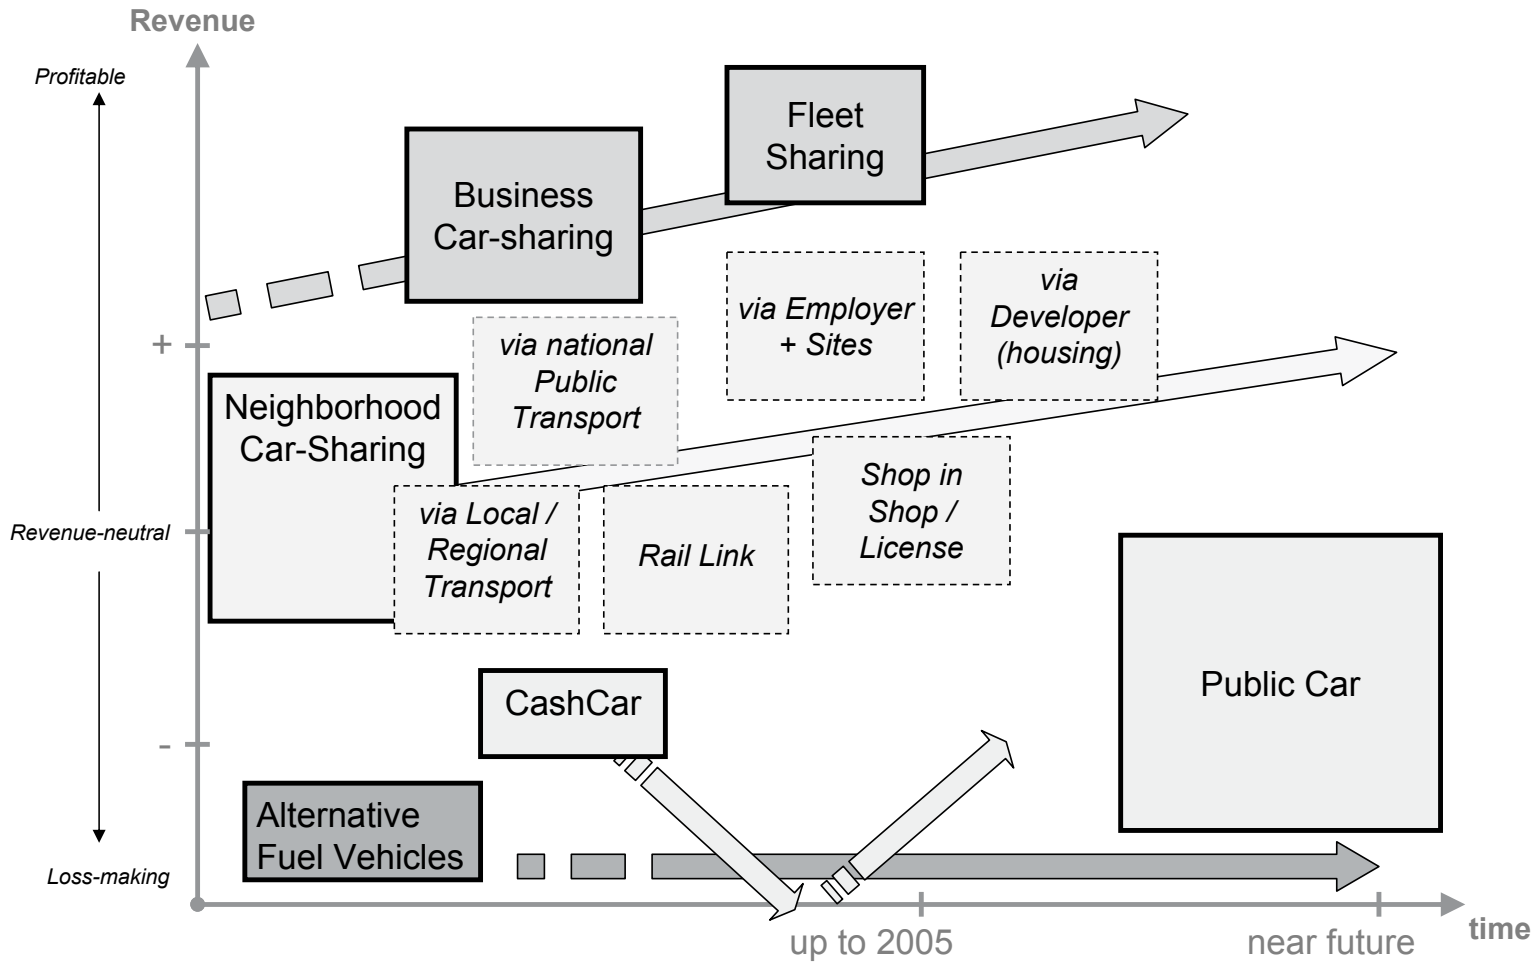 Revenue
Profitable
Fleet
Sharing
Business
Car-sharing
via Employer
+ Sites
via
Developer
(housing)
+
via national
Public
Transport
Neighborhood
Car-Sharing
Shop in
Shop /
License
via Local /
Regional
Transport
Rail Link
Revenue-neutral
Public Car
CashCar
-
Alternative
Fuel Vehicles
Loss-making
time
up to 2005
near future